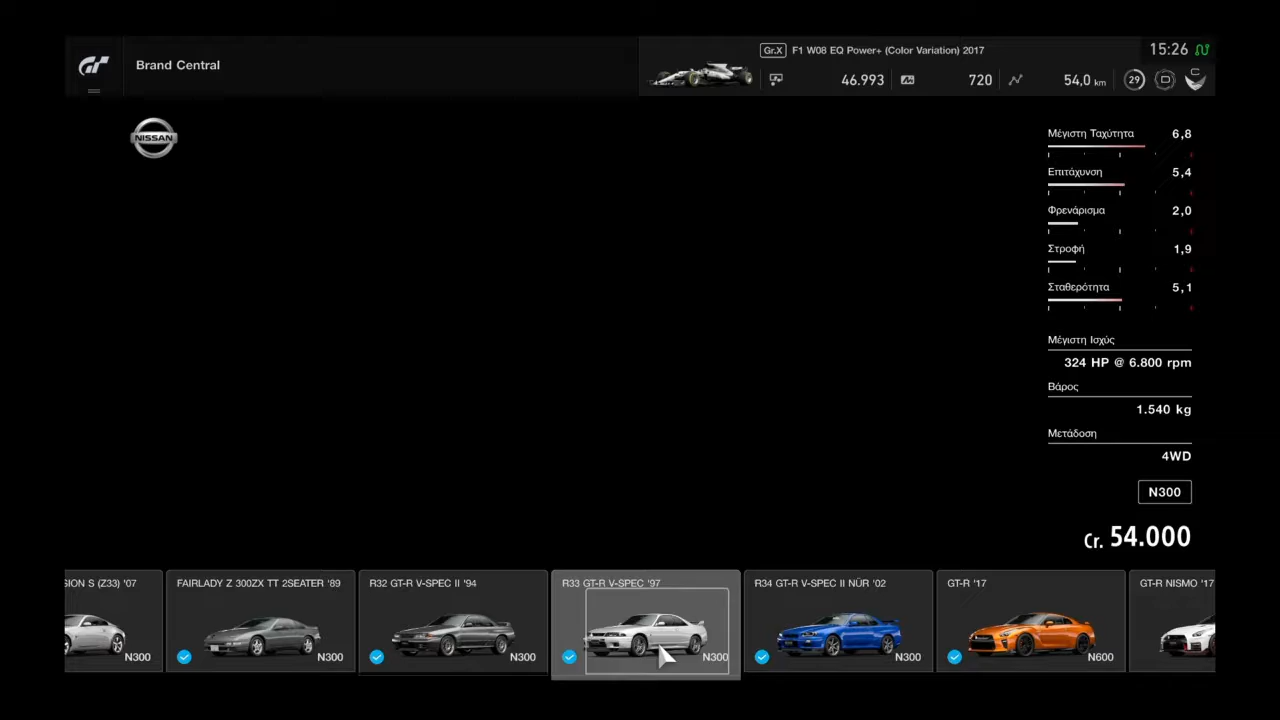 Brand Central
Gr.X F1 W08 EQ Power+ (Color Variation) 2017
46.993 720 54,0 km 29 D C
15:26
NISSAN
Μέγιστη Ταχύτητα 6,8
Επιτάχυνση 5,4
Φρενάρισμα 2,0
Στροφή 1,9
Σταθερότητα 5,1
Μέγιστη Ισχύς
324 HP @ 6.800 rpm
Βάρος
1.540 kg
Μετάδοση
4WD
N300
Cr. 54.000
SION S (Z33) '07
N300
FAIRLADY Z 300ZX TT 2SEATER '89
N300
R32 GT-R V-SPEC II '94
N300
R33 GT-R V-SPEC '97
N300
R34 GT-R V-SPEC II NÜR '02
N300
GT-R '17
N600
GT-R NISMO '17